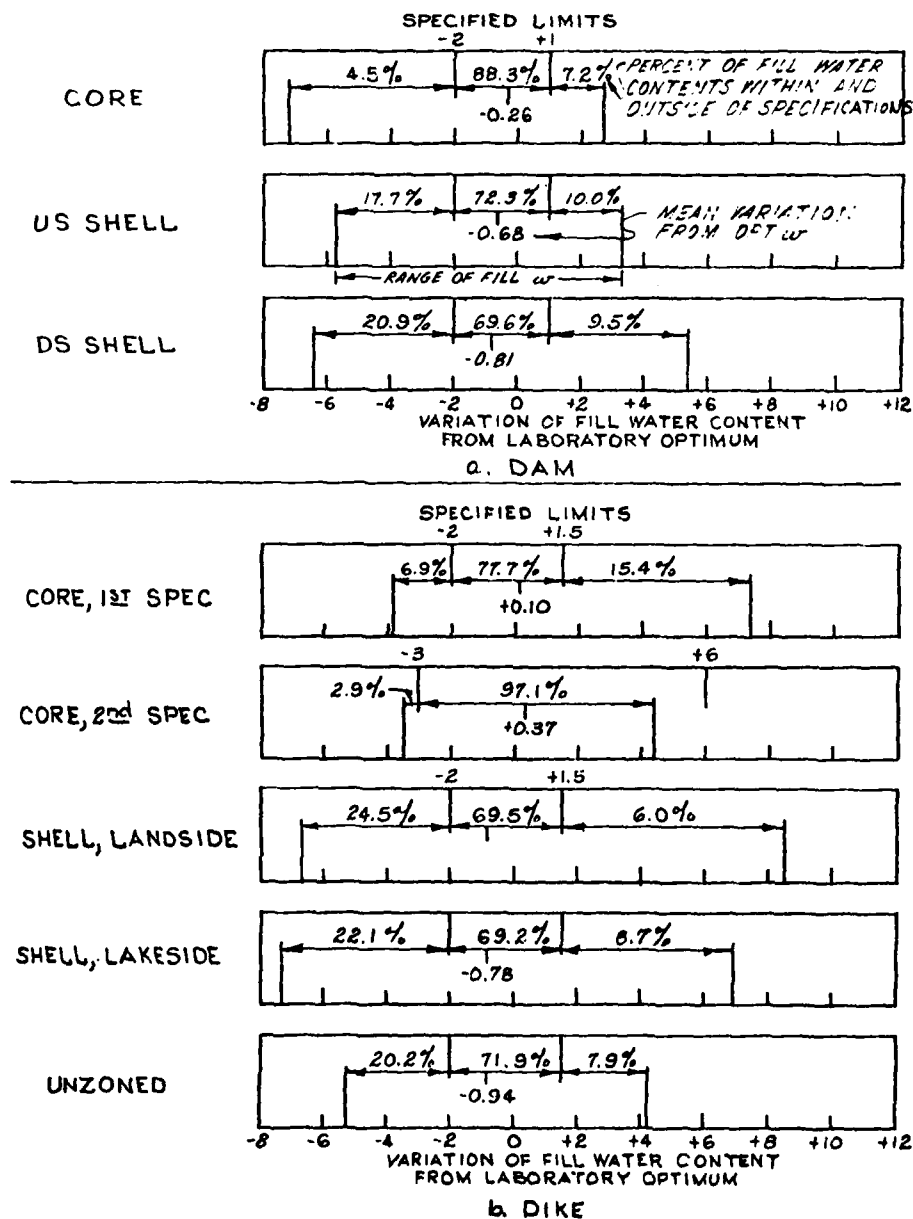 SPECIFIED LIMITS
-2 +1
CORE
4.5% 88.3% 7.2%
-0.26
PERCENT OF FILL WATER
CONTENTS WITHIN AND
OUTSIDE OF SPECIFICATIONS
US SHELL
17.7% 72.3% 10.0%
-0.68
MEAN VARIATION
FROM OPT w
RANGE OF FILL w
DS SHELL
20.9% 69.6% 9.5%
-0.81
-8 -6 -4 -2 0 +2 +4 +6 +8 +10 +12
VARIATION OF FILL WATER CONTENT
FROM LABORATORY OPTIMUM
a. DAM
SPECIFIED LIMITS
-2 +1.5
CORE, 1ST SPEC
6.9% 77.7% 15.4%
+0.10
-3 +6
CORE, 2nd SPEC
2.9% 97.1%
+0.37
-2 +1.5
SHELL, LANDSIDE
24.5% 69.5% 6.0%
SHELL, LAKESIDE
22.1% 69.2% 8.7%
-0.78
UNZONED
20.2% 71.9% 7.9%
-0.94
-8 -6 -4 -2 0 +2 +4 +6 +8 +10 +12
VARIATION OF FILL WATER CONTENT
FROM LABORATORY OPTIMUM
b. DIKE